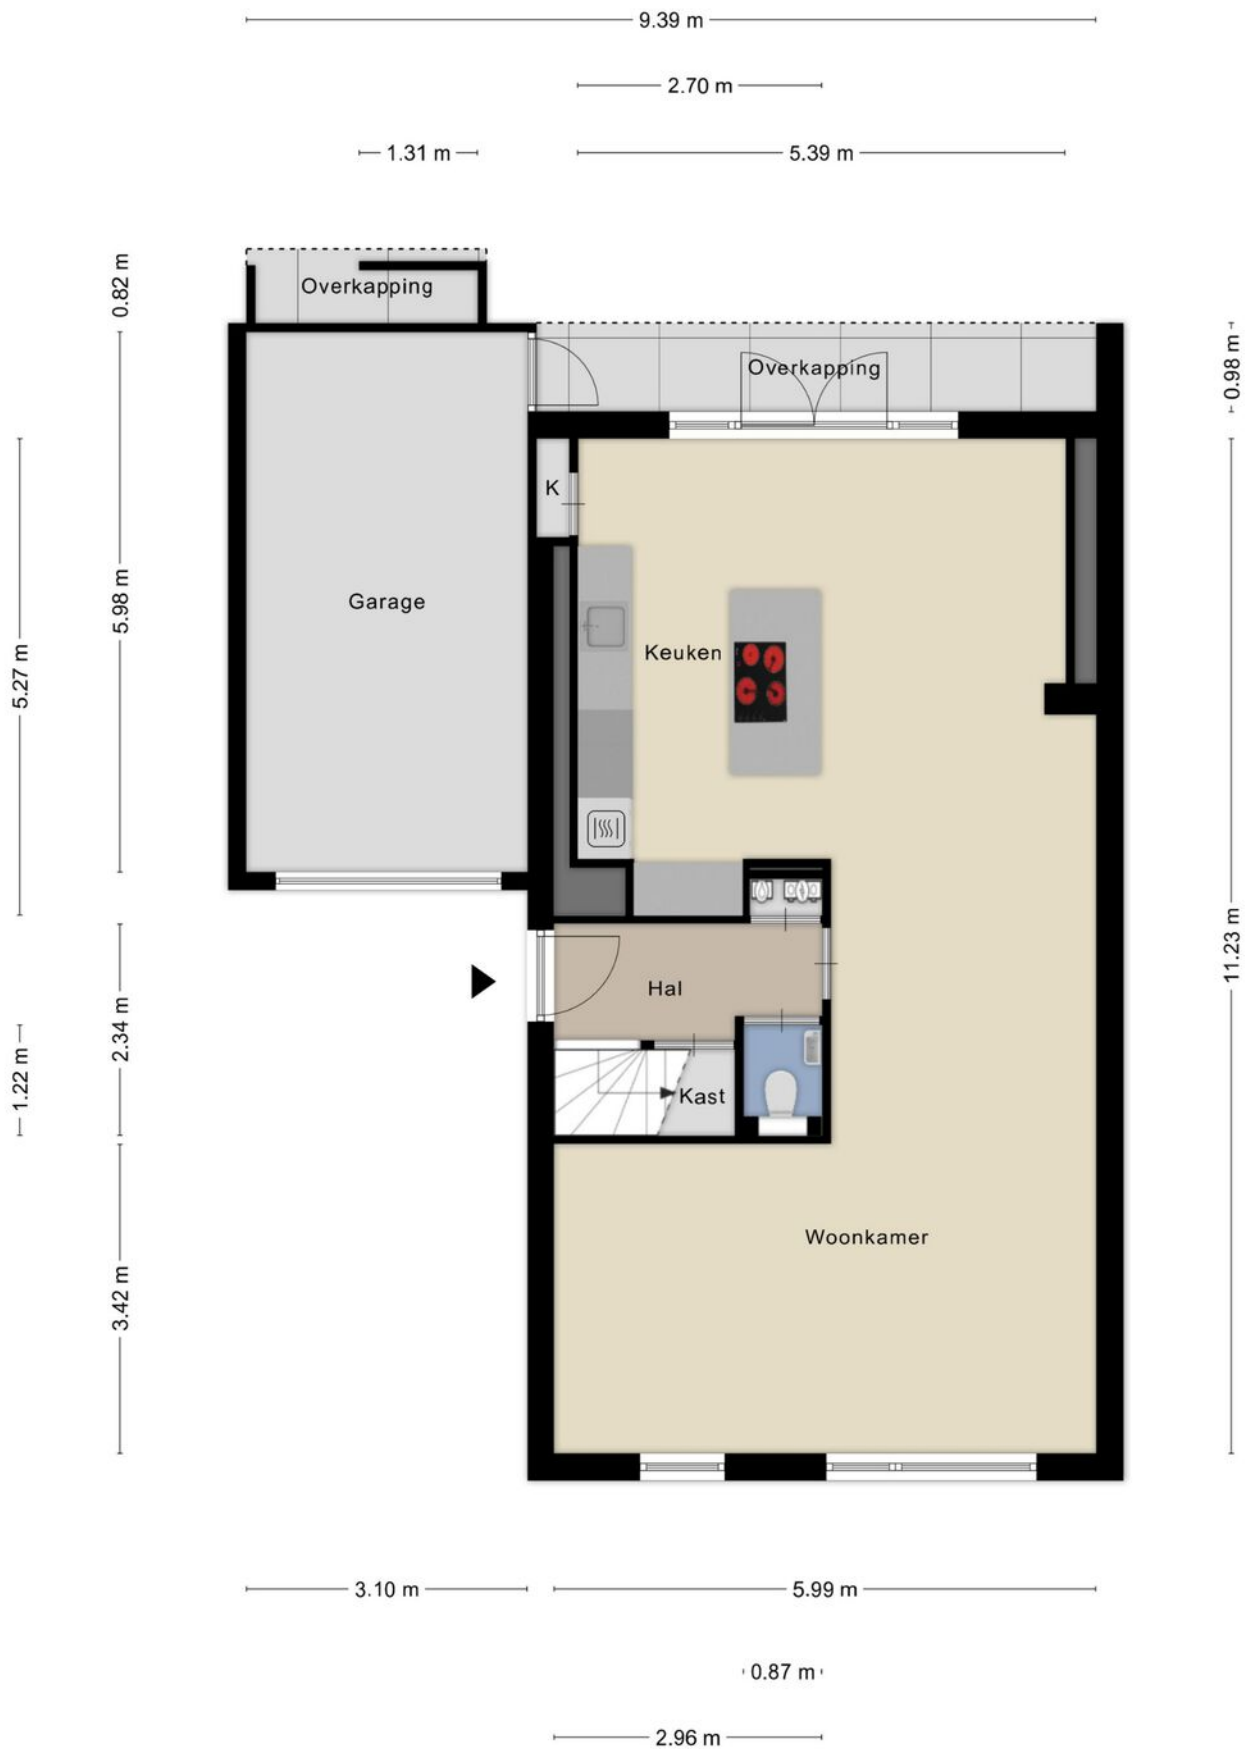 9.39 m
2.70 m
1.31 m
5.39 m
0.82 m
Overkapping
Overkapping
0.98 m
K
Garage
5.98 m
Keuken
5.27 m
11.23 m
Hal
2.34 m
1.22 m
Kast
Woonkamer
3.42 m
3.10 m
5.99 m
0.87 m
2.96 m